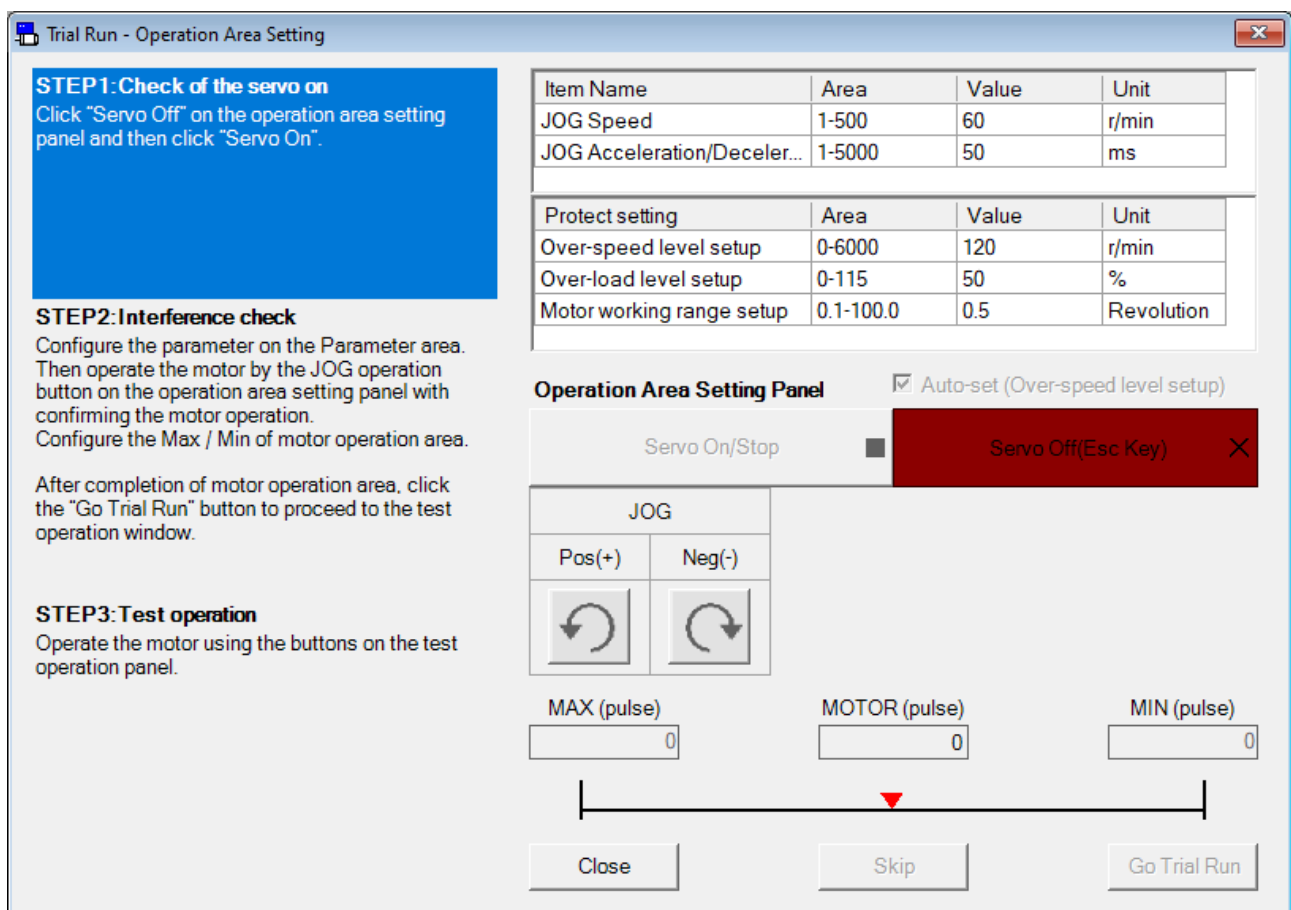 Trial Run - Operation Area Setting
STEP1:Check of the servo on
Click "Servo Off" on the operation area setting
panel and then click "Servo On".
STEP2:Interference check
Configure the parameter on the Parameter area.
Then operate the motor by the JOG operation
button on the operation area setting panel with
confirming the motor operation.
Configure the Max / Min of motor operation area.
After completion of motor operation area, click
the "Go Trial Run" button to proceed to the test
operation window.
STEP3:Test operation
Operate the motor using the buttons on the test
operation panel.
Item Name Area Value Unit
JOG Speed 1-500 60 r/min
JOG Acceleration/Deceler... 1-5000 50 ms
Protect setting Area Value Unit
Over-speed level setup 0-6000 120 r/min
Over-load level setup 0-115 50 %
Motor working range setup 0.1-100.0 0.5 Revolution
Operation Area Setting Panel Auto-set (Over-speed level setup)
Servo On/Stop Servo Off(Esc Key)
JOG
Pos(+) Neg(-)
MAX (pulse) MOTOR (pulse) MIN (pulse)
0 0 0
Close Skip Go Trial Run